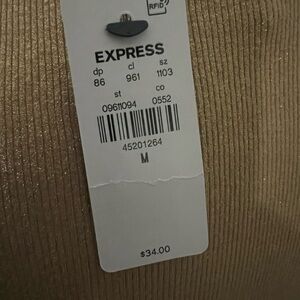 RFID
EXPRESS
dp cl sz
86 961 1103
st co
09611094 0552
45201264
M
$34.00